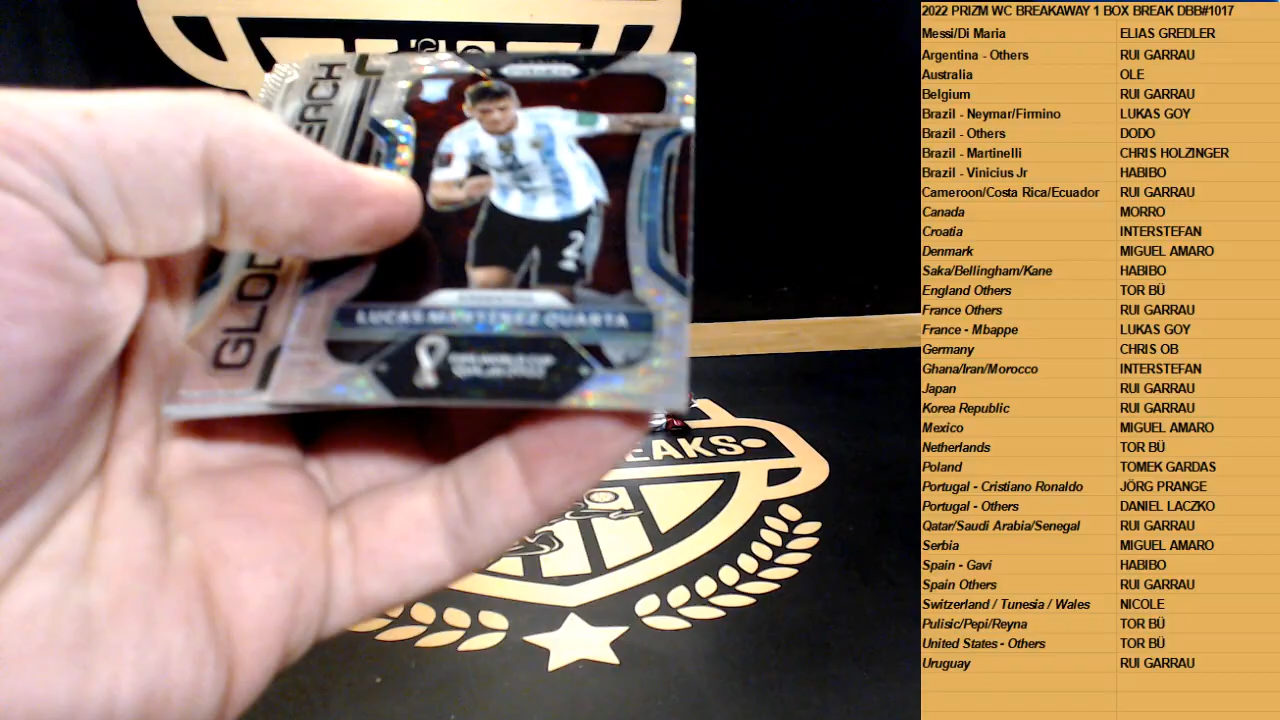 2022 PRIZM WC BREAKAWAY 1 BOX BREAK DBB#1017
Messi/Di Maria ELIAS GREDLER
Argentina - Others RUI GARRAU
Australia OLE
Belgium RUI GARRAU
Brazil - Neymar/Firmino LUKAS GOY
Brazil - Others DODO
Brazil - Martinelli CHRIS HOLZINGER
Brazil - Vinicius Jr HABIBO
Cameroon/Costa Rica/Ecuador RUI GARRAU
Canada MORRO
Croatia INTERSTEFAN
Denmark MIGUEL AMARO
Saka/Bellingham/Kane HABIBO
England Others TOR BÜ
France Others RUI GARRAU
France - Mbappe LUKAS GOY
Germany CHRIS OB
Ghana/Iran/Morocco INTERSTEFAN
Japan RUI GARRAU
Korea Republic RUI GARRAU
Mexico MIGUEL AMARO
Netherlands TOR BÜ
Poland TOMEK GARDAS
Portugal - Cristiano Ronaldo JÖRG PRANGE
Portugal - Others DANIEL LACZKO
Qatar/Saudi Arabia/Senegal RUI GARRAU
Serbia MIGUEL AMARO
Spain - Gavi HABIBO
Spain Others RUI GARRAU
Switzerland / Tunesia / Wales NICOLE
Pulisic/Pepi/Reyna TOR BÜ
United States - Others TOR BÜ
Uruguay RUI GARRAU
2
ARGENTINA
LUCAS MARTINEZ QUARTA
FIFA WORLD CUP
EAKS